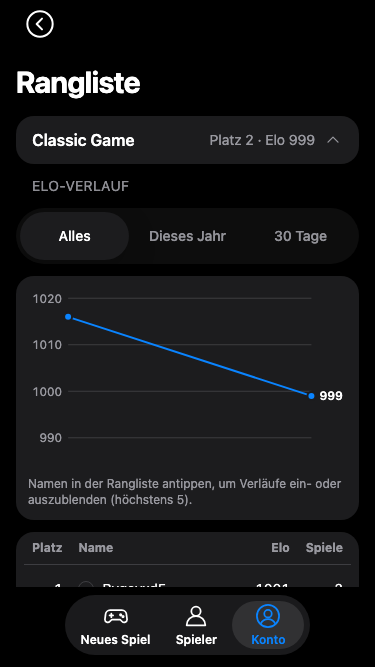 Rangliste
Classic Game Platz 2 · Elo 999
ELO-VERLAUF
Alles Dieses Jahr 30 Tage
1020
1010
1000
999
990
Namen in der Rangliste antippen, um Verläufe ein- oder
auszublenden (höchstens 5).
Platz Name Elo Spiele
Neues Spiel Spieler Konto